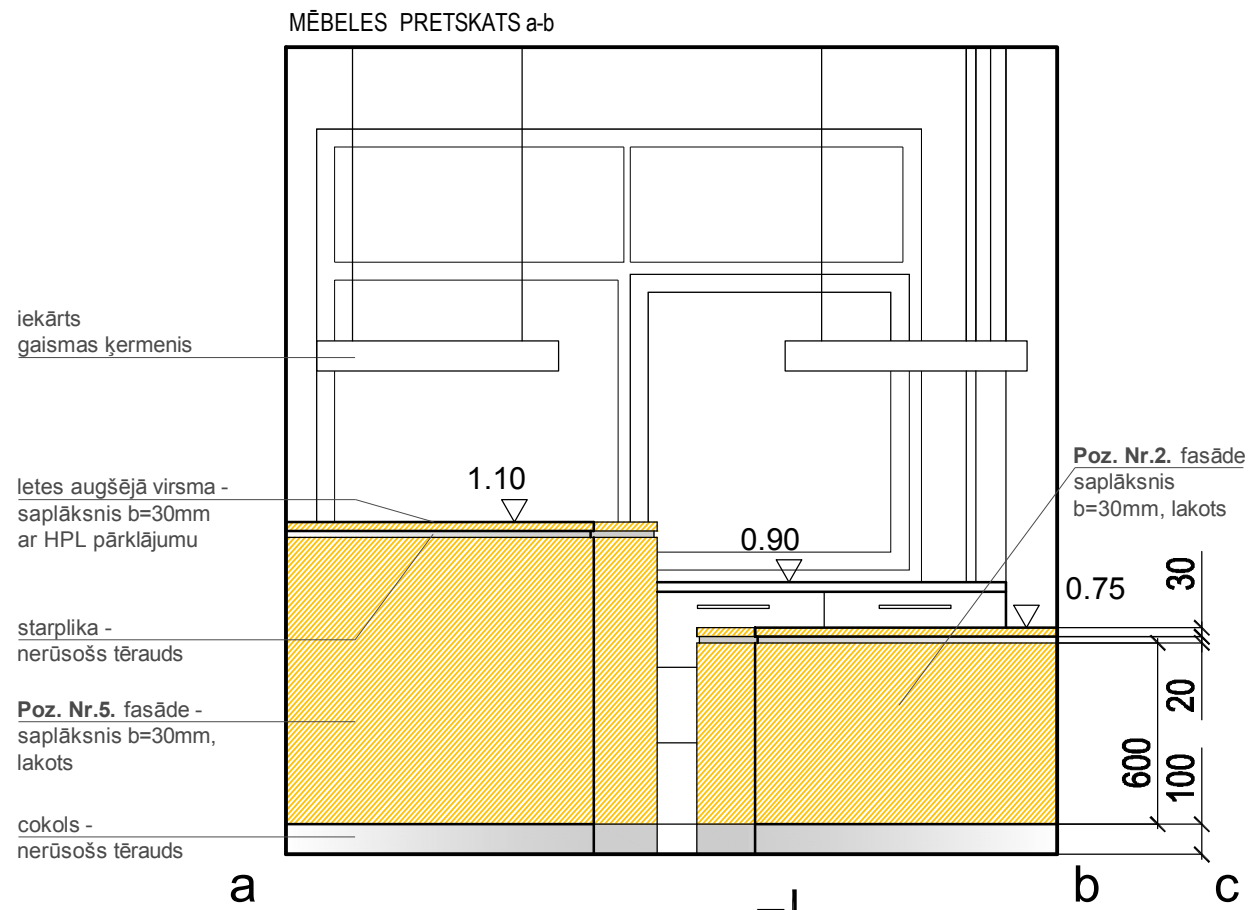 MĒBELES PRETSKATS a-b
iekārts
gaismas ķermenis
letes augšējā virsma -
saplāksnis b=30mm
ar HPL pārklājumu
1.10
0.90
Poz. Nr.2. fasāde
saplāksnis
b=30mm, lakots
0.75
30
starplika -
nerūsošs tērauds
20
Poz. Nr.5. fasāde -
saplāksnis b=30mm,
lakots
600
100
cokols -
nerūsošs tērauds
a
b
c